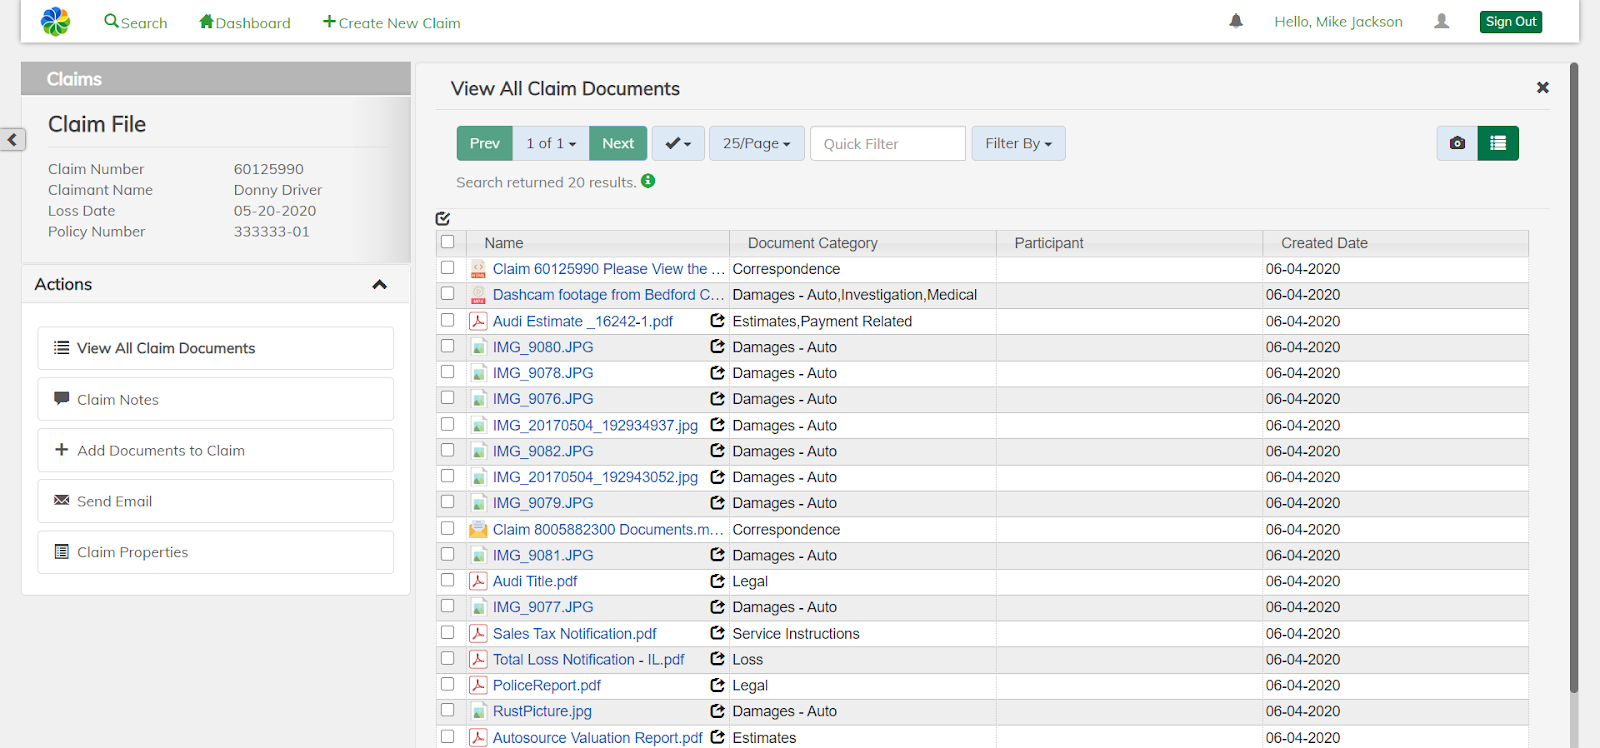 Search Dashboard Create New Claim Hello, Mike Jackson Sign Out
Claims
Claim File
Claim Number 60125990
Claimant Name Donny Driver
Loss Date 05-20-2020
Policy Number 333333-01
Actions
View All Claim Documents
Claim Notes
Add Documents to Claim
Send Email
Claim Properties
View All Claim Documents
Prev 1 of 1 Next 25/Page Quick Filter Filter By
Search returned 20 results.
Name Document Category Participant Created Date
Claim 60125990 Please View the ... Correspondence 06-04-2020
Dashcam footage from Bedford C... Damages - Auto,Investigation,Medical 06-04-2020
Audi Estimate _16242-1.pdf Estimates,Payment Related 06-04-2020
IMG_9080.JPG Damages - Auto 06-04-2020
IMG_9078.JPG Damages - Auto 06-04-2020
IMG_9076.JPG Damages - Auto 06-04-2020
IMG_20170504_192934937.jpg Damages - Auto 06-04-2020
IMG_9082.JPG Damages - Auto 06-04-2020
IMG_20170504_192943052.jpg Damages - Auto 06-04-2020
IMG_9079.JPG Damages - Auto 06-04-2020
Claim 8005882300 Documents.m... Correspondence 06-04-2020
IMG_9081.JPG Damages - Auto 06-04-2020
Audi Title.pdf Legal 06-04-2020
IMG_9077.JPG Damages - Auto 06-04-2020
Sales Tax Notification.pdf Service Instructions 06-04-2020
Total Loss Notification - IL.pdf Loss 06-04-2020
PoliceReport.pdf Legal 06-04-2020
RustPicture.jpg Damages - Auto 06-04-2020
Autosource Valuation Report.pdf Estimates 06-04-2020